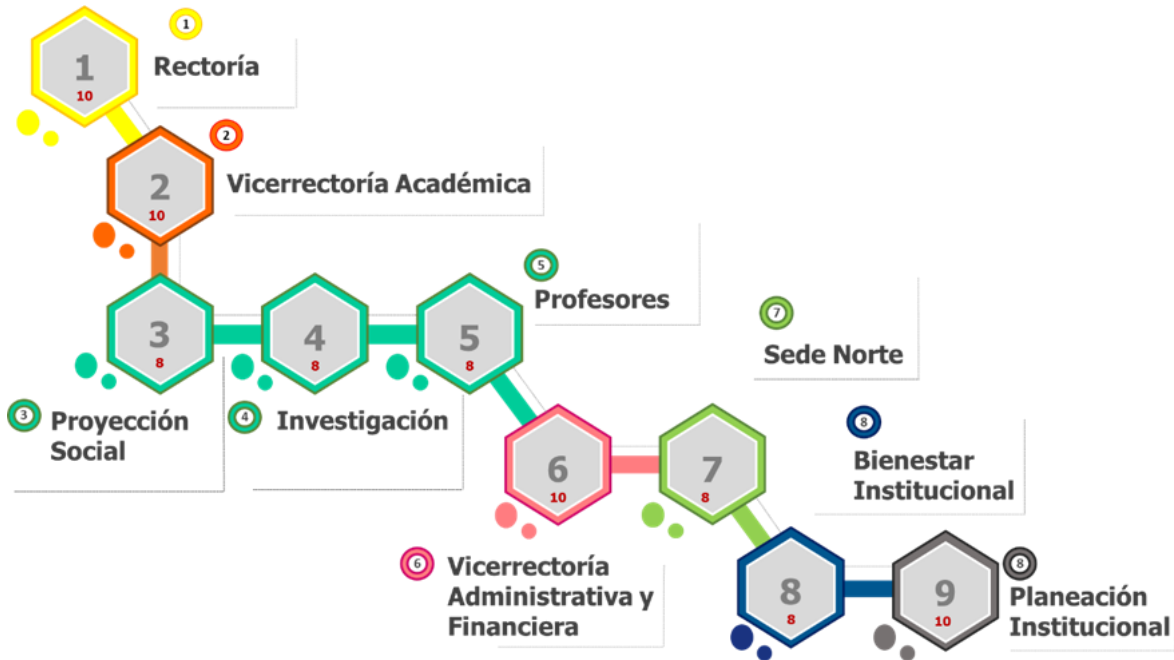 1
10
1
Rectoría
2
10
2
Vicerrectoría Académica
3
8
3
Proyección
Social
4
8
4
Investigación
5
8
5
Profesores
6
10
6
Vicerrectoría
Administrativa y
Financiera
7
8
7
Sede Norte
8
8
8
Bienestar
Institucional
9
10
8
Planeación
Institucional